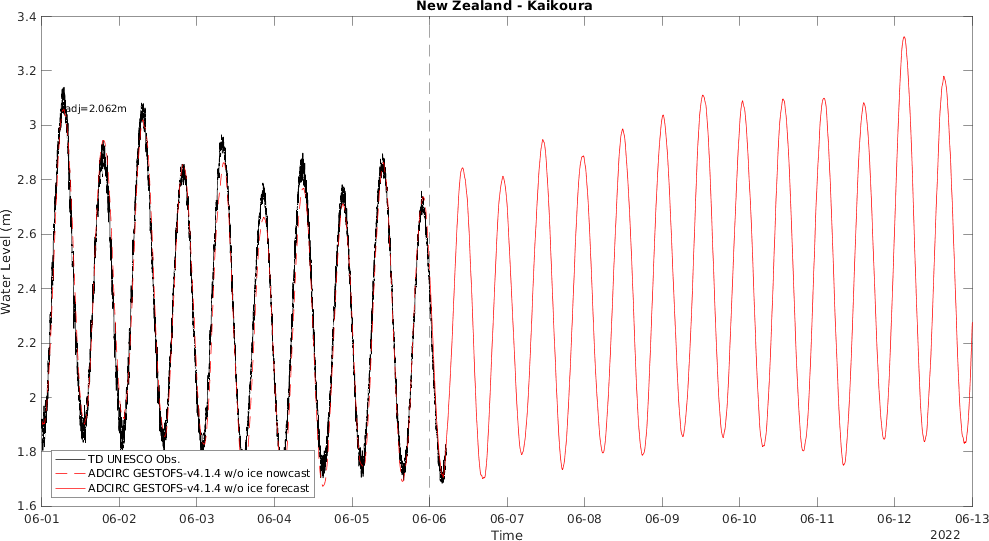 New Zealand - Kaikoura
3.4
3.2
3
2.8
2.6
2.4
2.2
2
1.8
1.6
Water Level (m)
adj=2.062m
TD UNESCO Obs.
ADCIRC GESTOFS-v4.1.4 w/o ice nowcast
ADCIRC GESTOFS-v4.1.4 w/o ice forecast
06-01 06-02 06-03 06-04 06-05 06-06 06-07 06-08 06-09 06-10 06-11 06-12 06-13
Time
2022